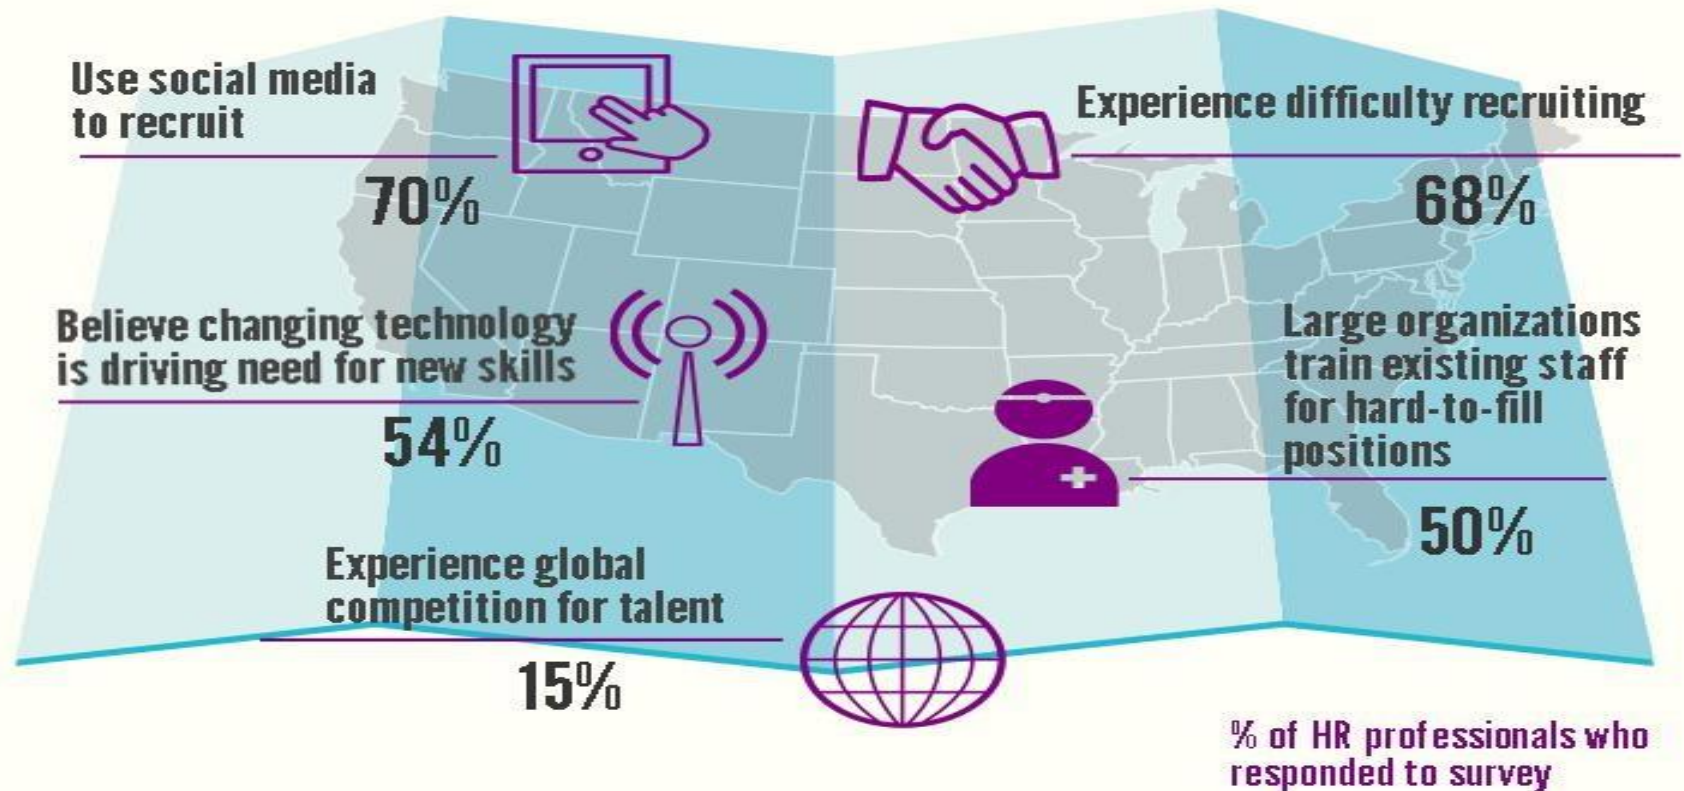 Use social media
to recruit
70%
Experience difficulty recruiting
68%
Believe changing technology
is driving need for new skills
54%
Large organizations
train existing staff
for hard-to-fill
positions
50%
Experience global
competition for talent
15%
% of HR professionals who
responded to survey